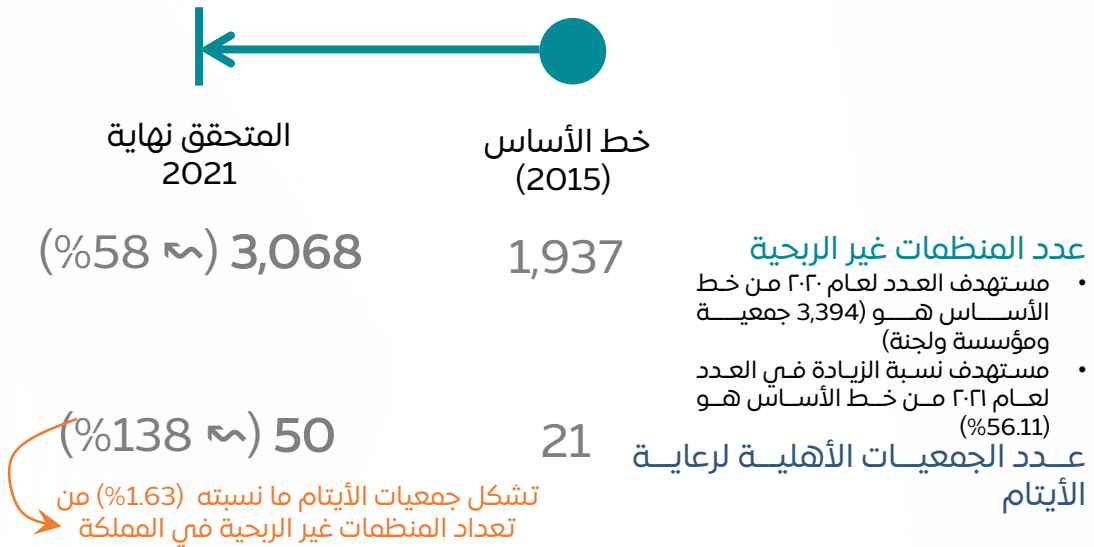 خط الأساس
(2015)
المتحقق نهاية
2021
عدد المنظمات غير الربحية
• مستهدف العدد لعام ٢٠٢٠ من خط
الأساس هو (3,394 جمعية
ومؤسسة ولجنة)
• مستهدف نسبة الزيادة في العدد
لعام ٢٠٢١ من خط الأساس هو
(%56.11)
1,937
3,068 (%58)
عدد الجمعيات الأهلية لرعاية
الأيتام
21
50 (%138)
تشكل جمعيات الأيتام ما نسبته (%1.63) من
تعداد المنظمات غير الربحية في المملكة